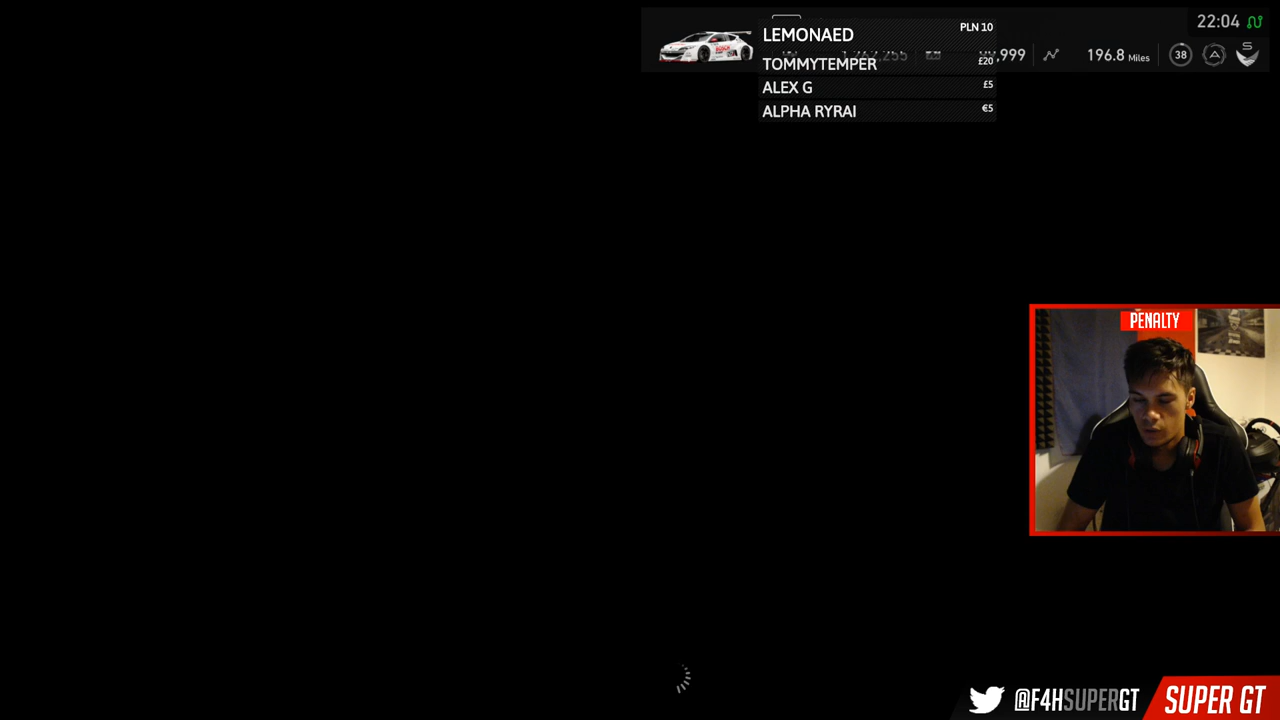 22:04
LEMONAED PLN 10
TOMMYTEMPER £20
ALEX G £5
ALPHA RYRAI €5
196.8 Miles 38 A S
PENALTY
@F4HSUPERGT SUPER GT